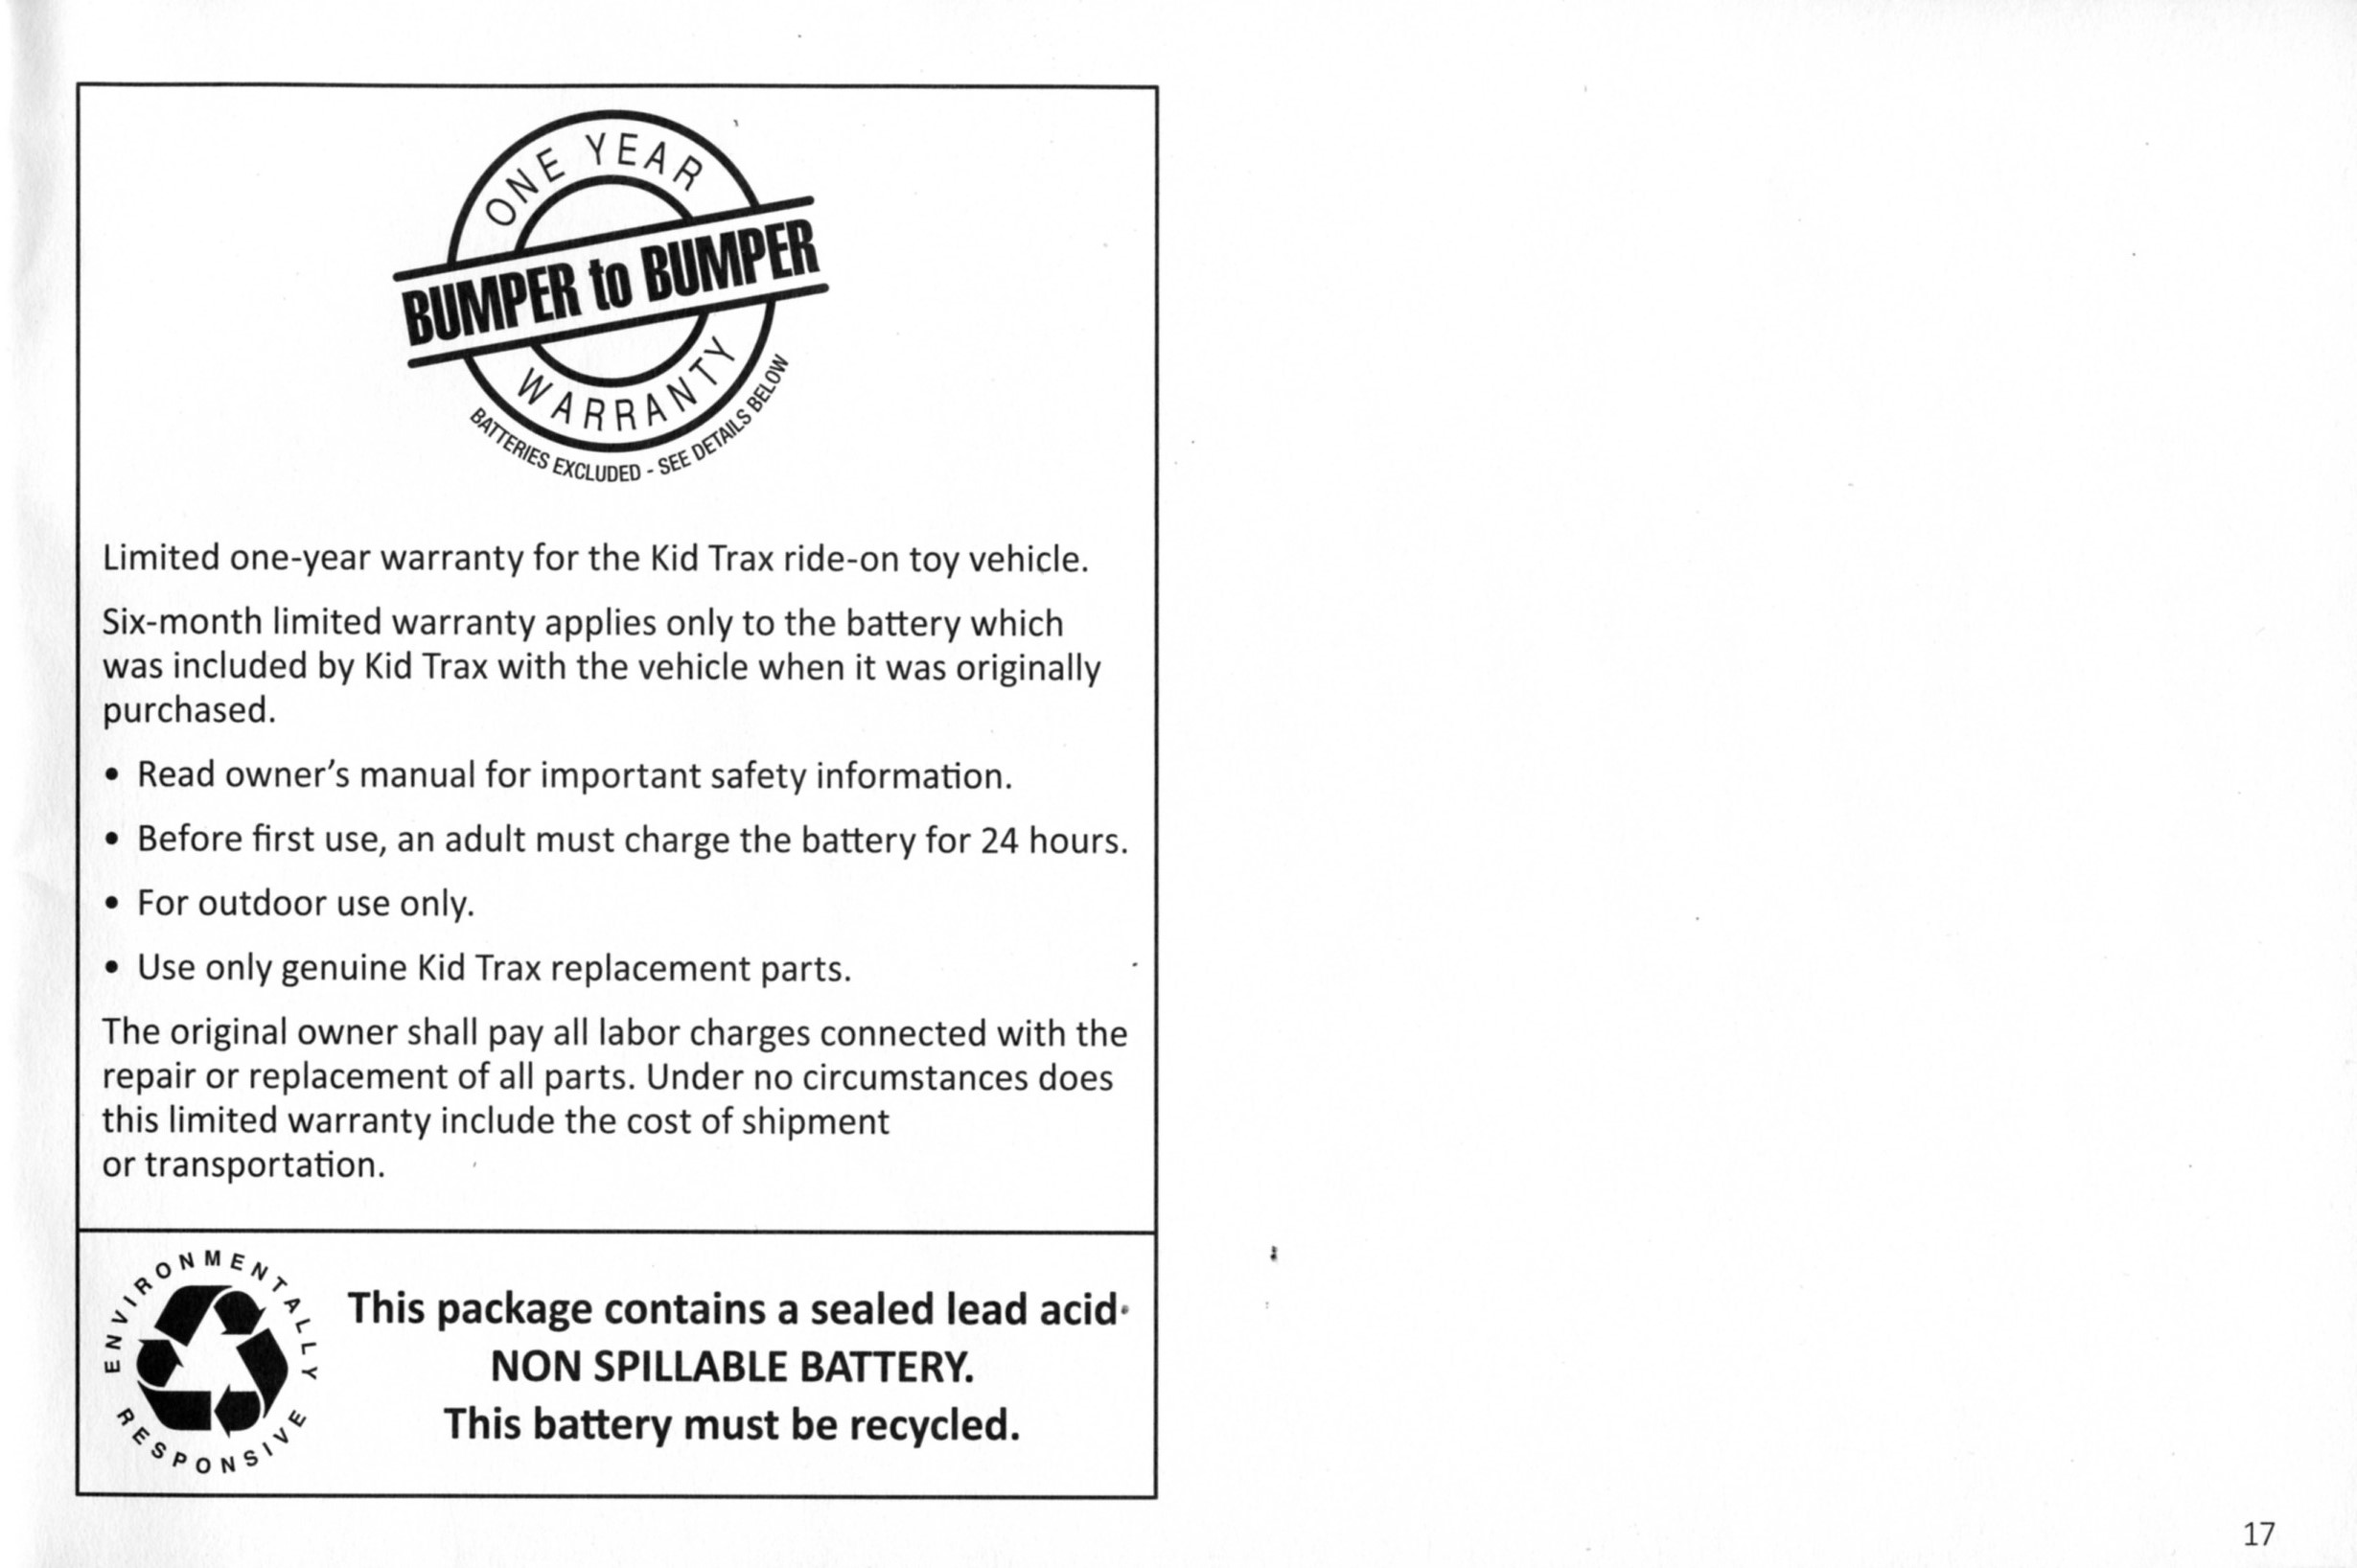 ONE YEAR
BUMPER to BUMPER
WARRANTY
BATTERIES EXCLUDED - SEE DETAILS BELOW
Limited one-year warranty for the Kid Trax ride-on toy vehicle.
Six-month limited warranty applies only to the battery which
was included by Kid Trax with the vehicle when it was originally
purchased.
• Read owner’s manual for important safety information.
• Before first use, an adult must charge the battery for 24 hours.
• For outdoor use only.
• Use only genuine Kid Trax replacement parts.
The original owner shall pay all labor charges connected with the
repair or replacement of all parts. Under no circumstances does
this limited warranty include the cost of shipment
or transportation.
ENVIRONMENTALLY
RESPONSIVE
This package contains a sealed lead acid
NON SPILLABLE BATTERY.
This battery must be recycled.
17